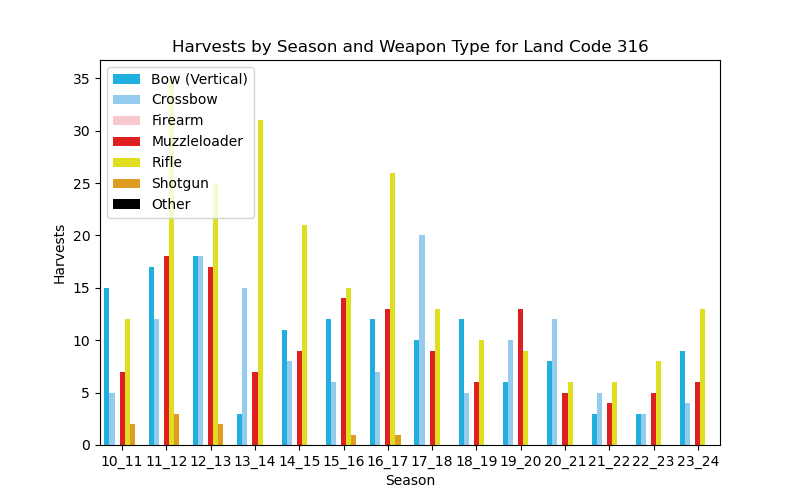 Harvests by Season and Weapon Type for Land Code 316
Harvests
35
30
25
20
15
10
5
0
Bow (Vertical)
Crossbow
Firearm
Muzzleloader
Rifle
Shotgun
Other
10_11 11_12 12_13 13_14 14_15 15_16 16_17 17_18 18_19 19_20 20_21 21_22 22_23 23_24
Season